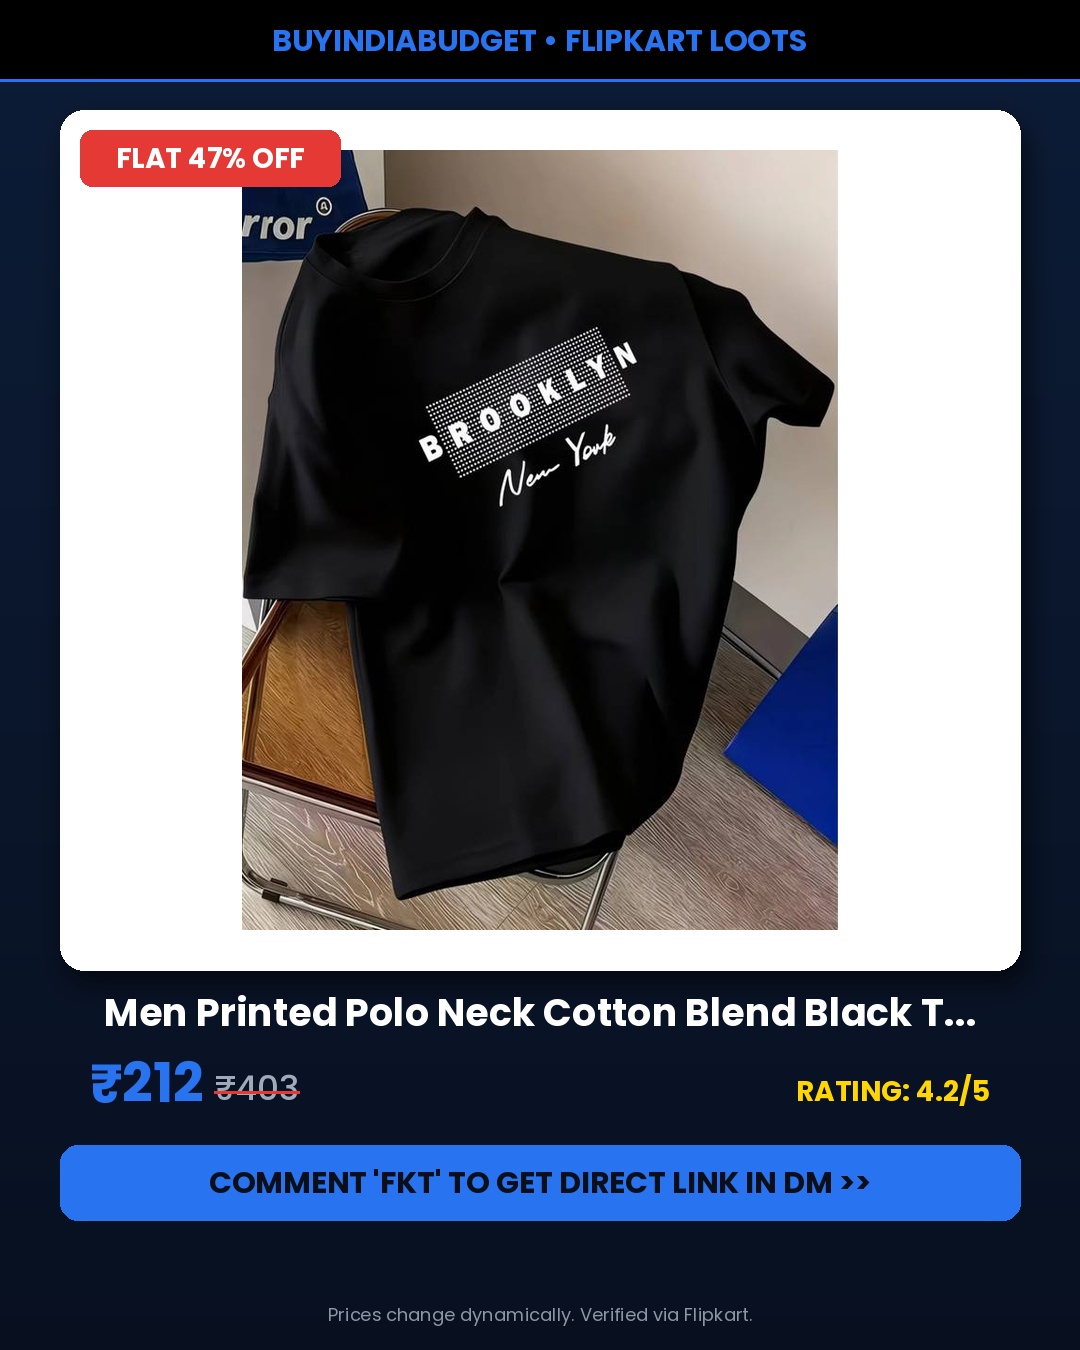 BUYINDIABUDGET • FLIPKART LOOTS
FLAT 47% OFF
rror
BROOKLYN
New York
Men Printed Polo Neck Cotton Blend Black T...
₹212 ₹403
RATING: 4.2/5
COMMENT 'FKT' TO GET DIRECT LINK IN DM >>
Prices change dynamically. Verified via Flipkart.